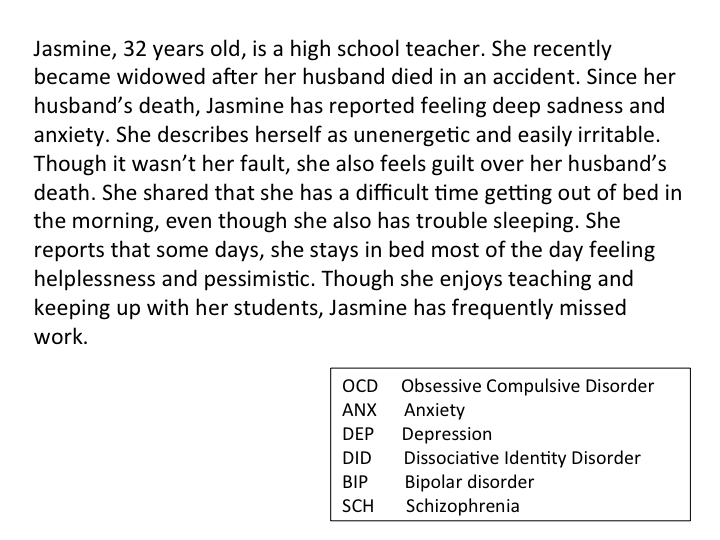 Jasmine, 32 years old, is a high school teacher. She recently
became widowed after her husband died in an accident. Since her
husband’s death, Jasmine has reported feeling deep sadness and
anxiety. She describes herself as unenergetic and easily irritable.
Though it wasn’t her fault, she also feels guilt over her husband’s
death. She shared that she has a difficult time getting out of bed in
the morning, even though she also has trouble sleeping. She
reports that some days, she stays in bed most of the day feeling
helplessness and pessimistic. Though she enjoys teaching and
keeping up with her students, Jasmine has frequently missed
work.
OCD Obsessive Compulsive Disorder
ANX Anxiety
DEP Depression
DID Dissociative Identity Disorder
BIP Bipolar disorder
SCH Schizophrenia